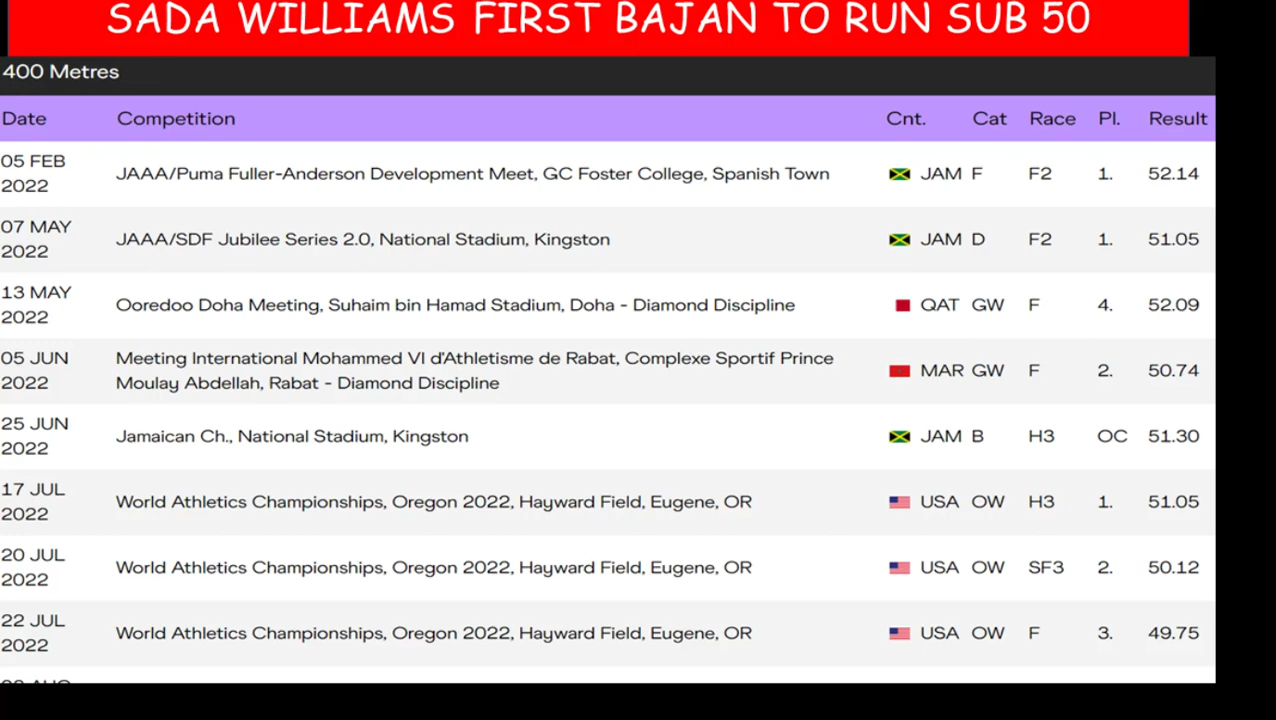 SADA WILLIAMS FIRST BAJAN TO RUN SUB 50
400 Metres
Date Competition Cnt. Cat Race Pl. Result
05 FEB 2022 JAAA/Puma Fuller-Anderson Development Meet, GC Foster College, Spanish Town JAM F F2 1. 52.14
07 MAY 2022 JAAA/SDF Jubilee Series 2.0, National Stadium, Kingston JAM D F2 1. 51.05
13 MAY 2022 Ooredoo Doha Meeting, Suhaim bin Hamad Stadium, Doha - Diamond Discipline QAT GW F 4. 52.09
05 JUN 2022 Meeting International Mohammed VI d'Athletisme de Rabat, Complexe Sportif Prince
Moulay Abdellah, Rabat - Diamond Discipline MAR GW F 2. 50.74
25 JUN 2022 Jamaican Ch., National Stadium, Kingston JAM B H3 OC 51.30
17 JUL 2022 World Athletics Championships, Oregon 2022, Hayward Field, Eugene, OR USA OW H3 1. 51.05
20 JUL 2022 World Athletics Championships, Oregon 2022, Hayward Field, Eugene, OR USA OW SF3 2. 50.12
22 JUL 2022 World Athletics Championships, Oregon 2022, Hayward Field, Eugene, OR USA OW F 3. 49.75